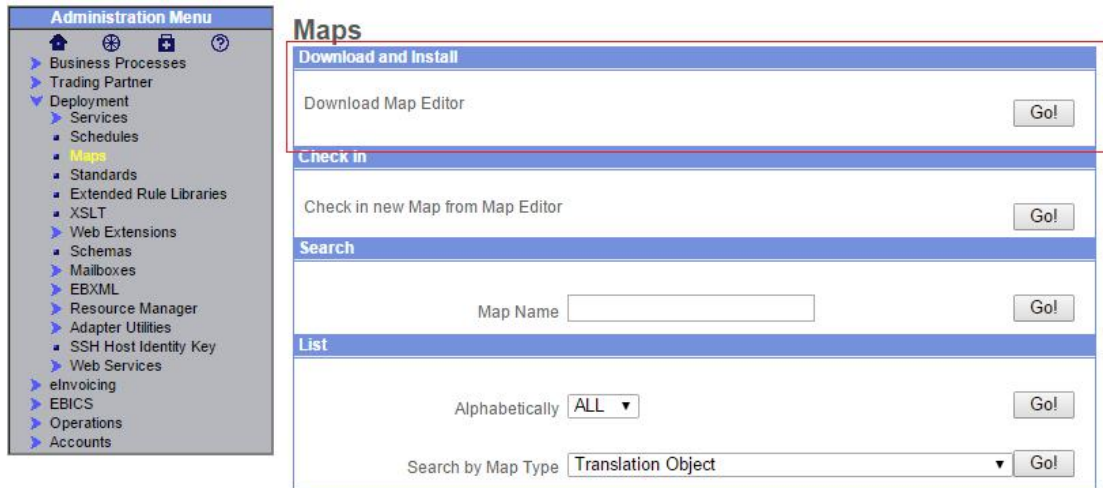 Administration Menu
Business Processes
Trading Partner
Deployment
Services
Schedules
Maps
Standards
Extended Rule Libraries
XSLT
Web Extensions
Schemas
Mailboxes
EBXML
Resource Manager
Adapter Utilities
SSH Host Identity Key
Web Services
eInvoicing
EBICS
Operations
Accounts
Maps
Download and Install
Download Map Editor Go!
Check in
Check in new Map from Map Editor Go!
Search
Map Name Go!
List
Alphabetically ALL Go!
Search by Map Type Translation Object Go!